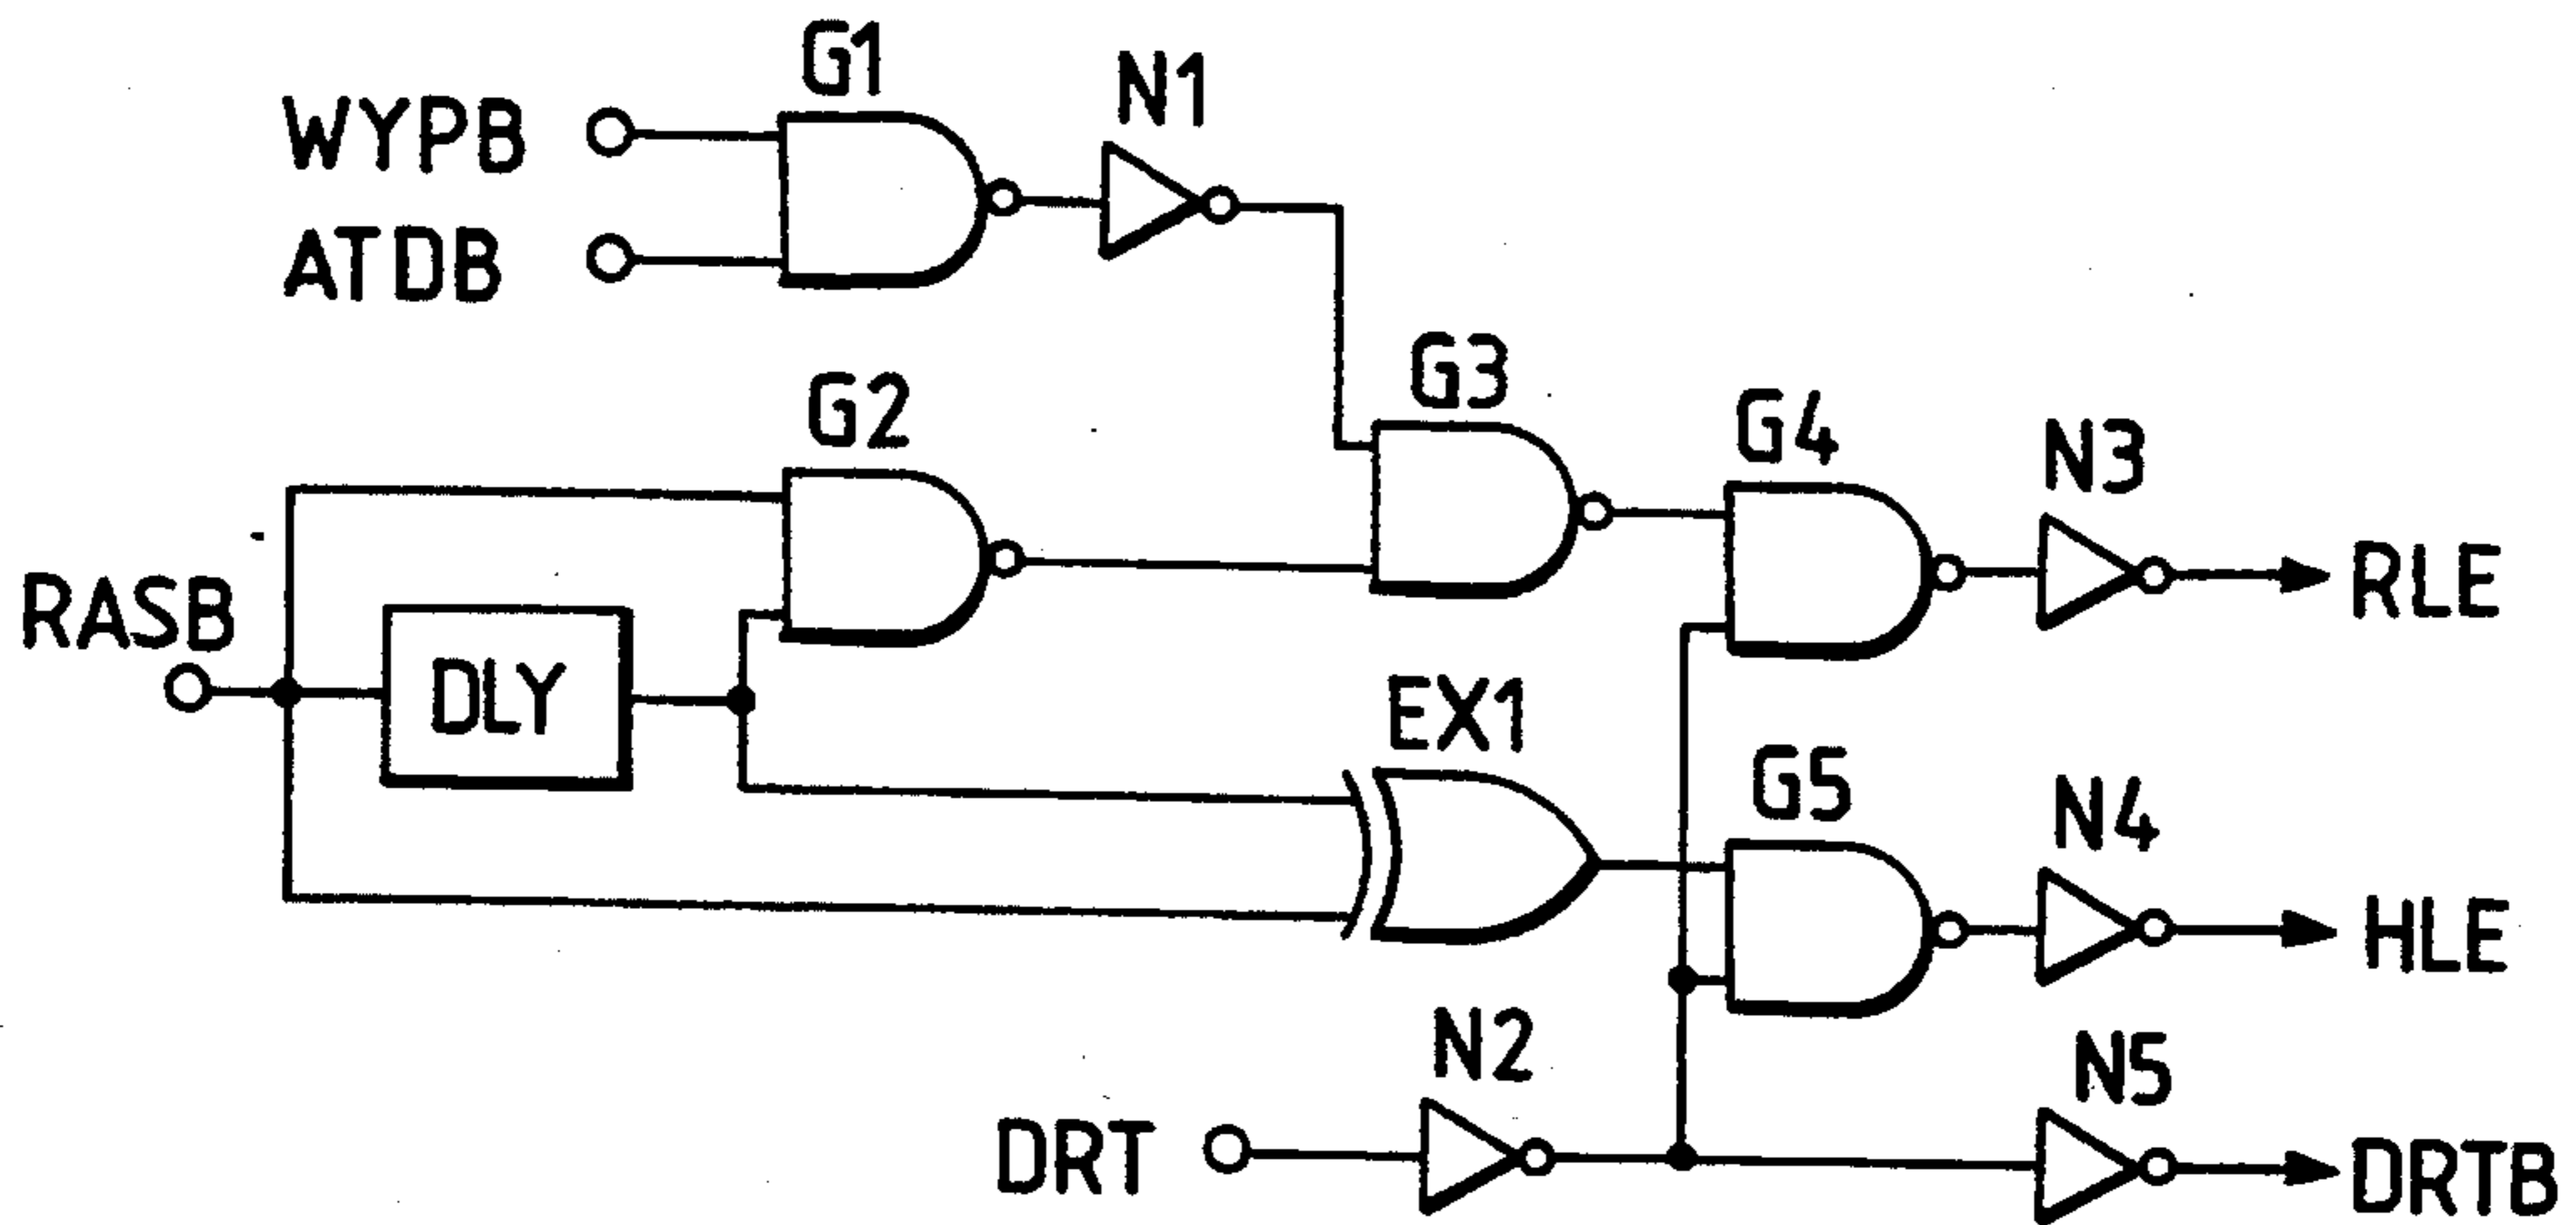 G1
N1
WYPB
ATDB
G2
G3
G4
N3
RASB
DLY
RLE
EX1
G5
N4
HLE
N2
N5
DRT
DRTB